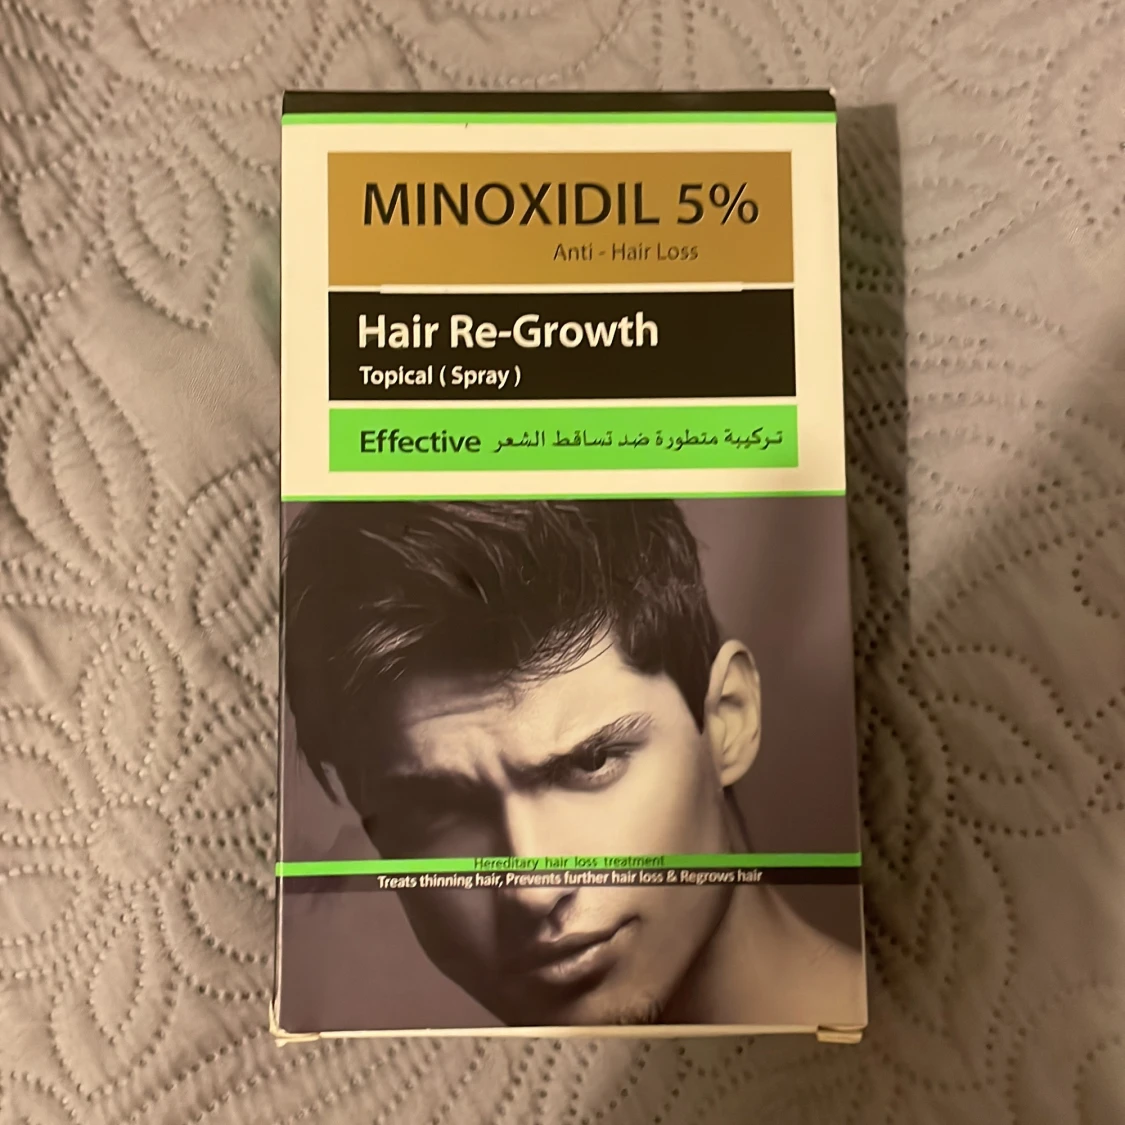 MINOXIDIL 5%
Anti - Hair Loss
Hair Re-Growth
Topical ( Spray )
Effective تركيبة متطورة ضد تساقط الشعر
Hereditary hair loss treatment
Treats thinning hair, Prevents further hair loss & Regrows hair